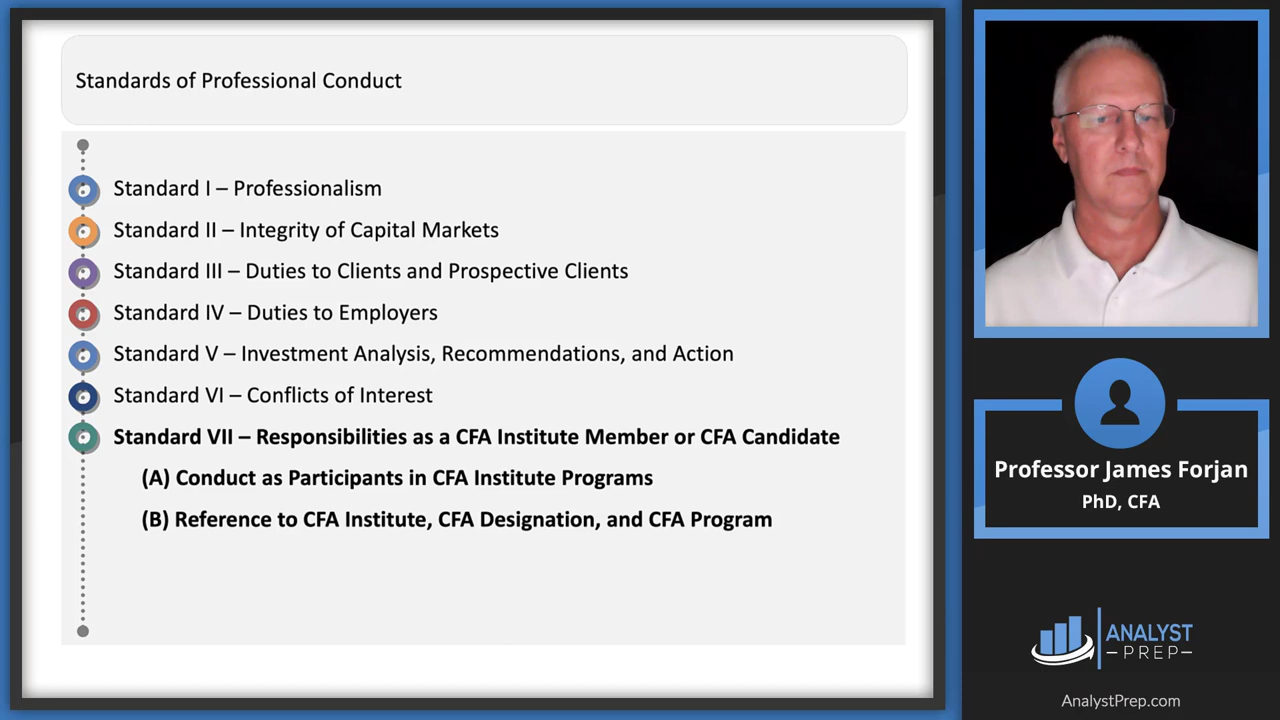 Standards of Professional Conduct
Standard I – Professionalism
Standard II – Integrity of Capital Markets
Standard III – Duties to Clients and Prospective Clients
Standard IV – Duties to Employers
Standard V – Investment Analysis, Recommendations, and Action
Standard VI – Conflicts of Interest
Standard VII – Responsibilities as a CFA Institute Member or CFA Candidate
(A) Conduct as Participants in CFA Institute Programs
(B) Reference to CFA Institute, CFA Designation, and CFA Program
Professor James Forjan
PhD, CFA
ANALYST
– PREP –
AnalystPrep.com